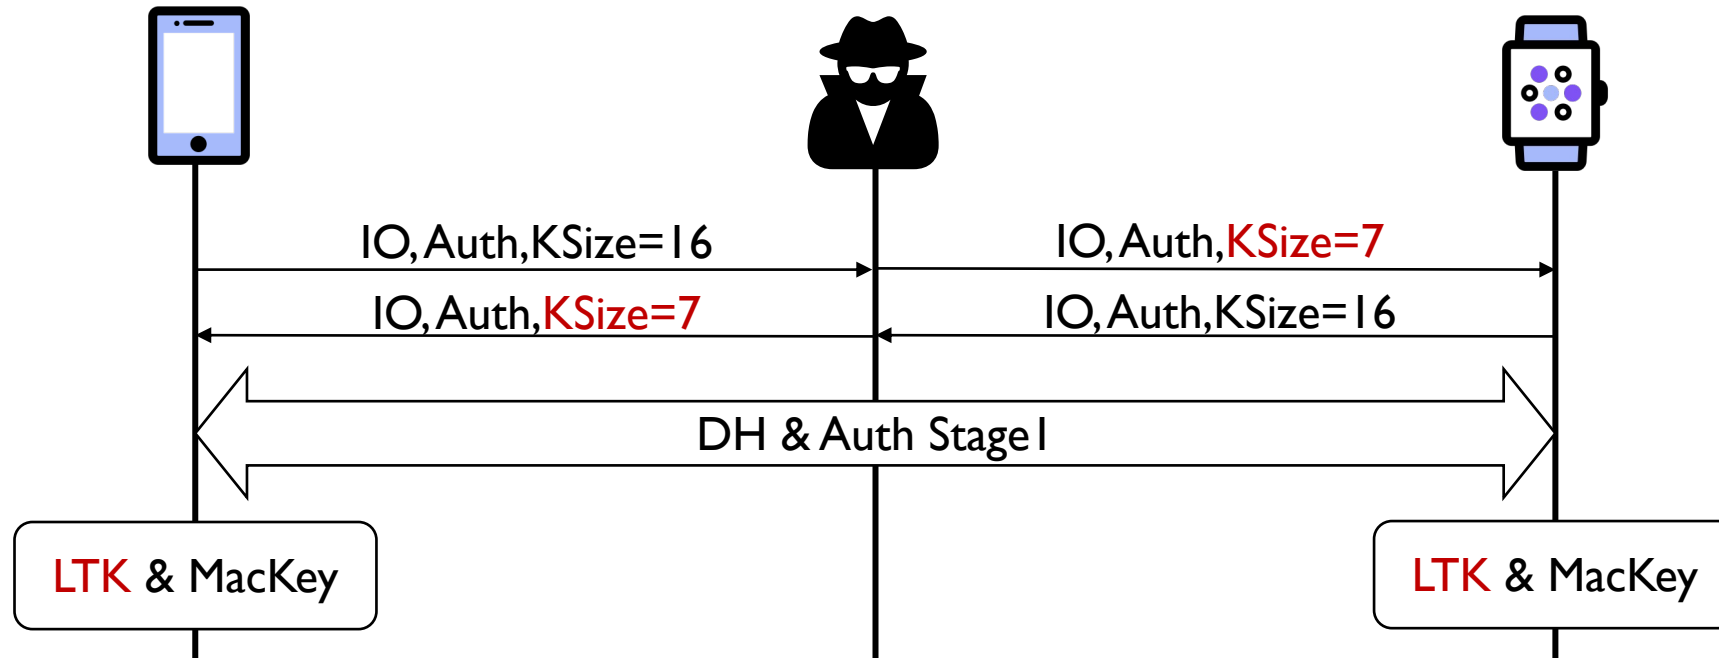 IO, Auth,KSize=16
IO, Auth,KSize=7
IO, Auth,KSize=7
IO, Auth,KSize=16
DH & Auth Stage1
LTK & MacKey
LTK & MacKey